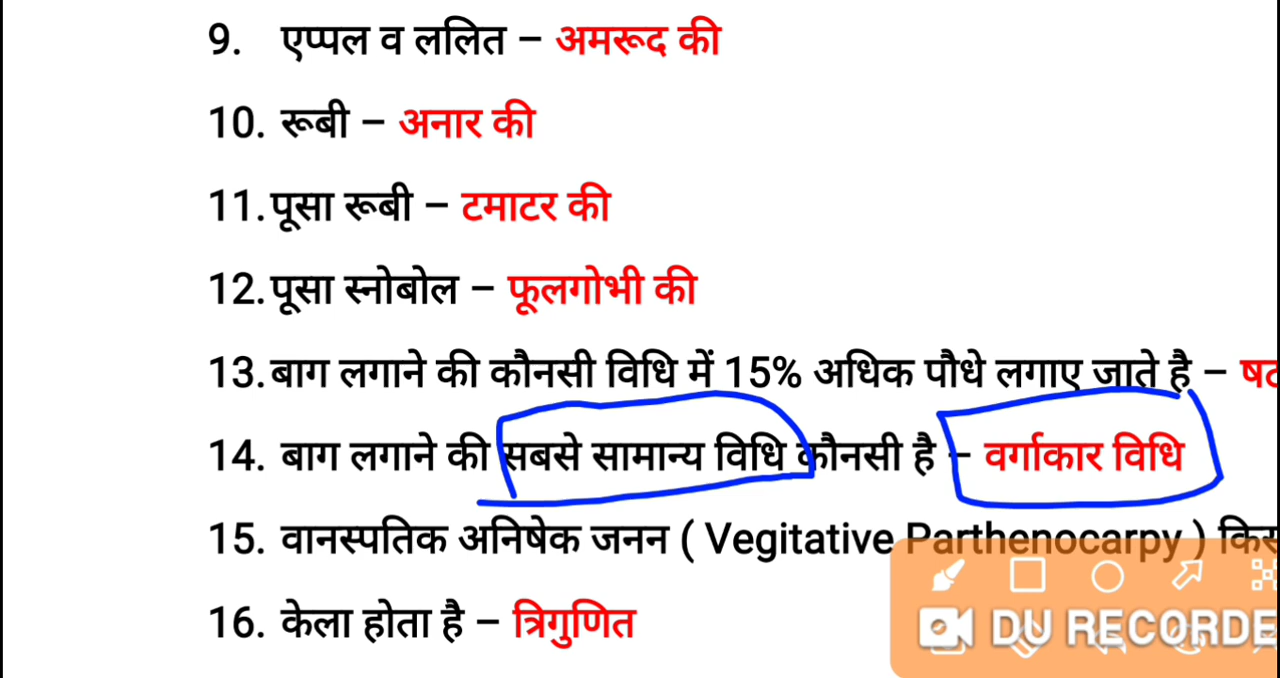 9. एप्पल व ललित – अमरूद की
10. रूबी – अनार की
11. पूसा रूबी – टमाटर की
12. पूसा स्नोबोल – फूलगोभी की
13. बाग लगाने की कौनसी विधि में 15% अधिक पौधे लगाए जाते है –
14. बाग लगाने की सबसे सामान्य विधि कौनसी है – वर्गाकार विधि
15. वानस्पतिक अनिषेक जनन ( Vegitative Parthenocarpy )
16. केला होता है – त्रिगुणित
DU RECORDE